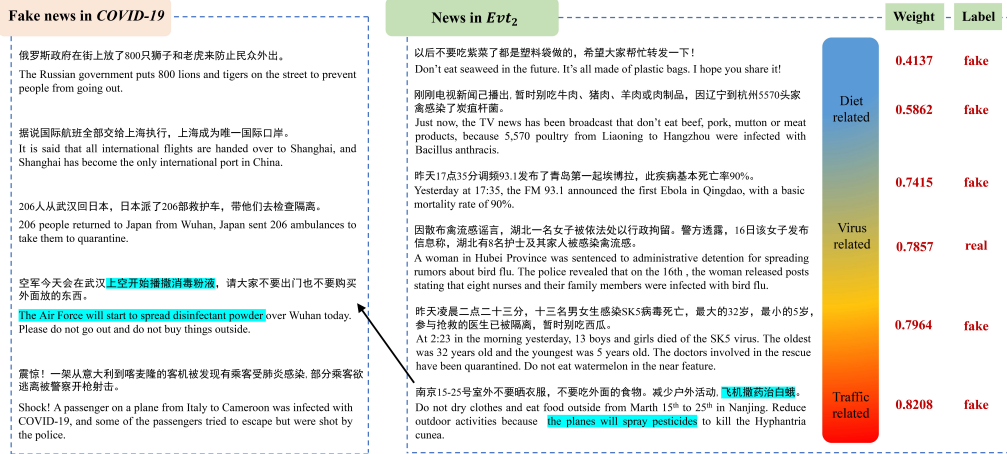 Fake news in COVID-19
俄罗斯政府在街上放了800只狮子和老虎来防止民众外出。
The Russian government puts 800 lions and tigers on the street to prevent
people from going out.
据说国际航班全部交给上海执行，上海成为唯一国际口岸。
It is said that all international flights are handed over to Shanghai, and
Shanghai has become the only international port in China.
206人从武汉回日本，日本派了206部救护车，带他们去检查隔离。
206 people returned to Japan from Wuhan, Japan sent 206 ambulances to
take them to quarantine.
空军今天会在武汉上空开始播撒消毒粉液，请大家不要出门也不要购买
外面放的东西。
The Air Force will start to spread disinfectant powder over Wuhan today.
Please do not go out and do not buy things outside.
震惊！一架从意大利到喀麦隆的客机被发现有乘客受肺炎感染,部分乘客欲
逃离被警察开枪射击。
Shock! A passenger on a plane from Italy to Cameroon was infected with
COVID-19, and some of the passengers tried to escape but were shot by
the police.
News in Evt2
以后不要吃紫菜了都是塑料袋做的，希望大家帮忙转发一下！
Don't eat seaweed in the future. It's all made of plastic bags. I hope you share it!
刚刚电视新闻己播出,暂时别吃牛肉、猪肉、羊肉或肉制品，因辽宁到杭州5570头家
禽感染了炭疽杆菌。
Just now, the TV news has been broadcast that don't eat beef, pork, mutton or meat
products, because 5,570 poultry from Liaoning to Hangzhou were infected with
Bacillus anthracis.
昨天17点35分调频93.1发布了青岛第一起埃博拉，此疾病基本死亡率90%。
Yesterday at 17:35, the FM 93.1 announced the first Ebola in Qingdao, with a basic
mortality rate of 90%.
因散布禽流感谣言，湖北一名女子被依法处以行政拘留。警方透露，16日该女子发布
信息称，湖北有8名护士及其家人被感染禽流感。
A woman in Hubei Province was sentenced to administrative detention for spreading
rumors about bird flu. The police revealed that on the 16th , the woman released posts
stating that eight nurses and their family members were infected with bird flu.
昨天凌晨二点二十三分，十三名男女生感染SK5病毒死亡，最大的32岁，最小的5岁，
参与抢救的医生已被隔离，暂时别吃西瓜。
At 2:23 in the morning yesterday, 13 boys and girls died of the SK5 virus. The oldest
was 32 years old and the youngest was 5 years old. The doctors involved in the rescue
have been quarantined. Do not eat watermelon in the near feature.
南京15-25号室外不要晒衣服，不要吃外面的食物。减少户外活动,飞机撒药治白蛾。
Do not dry clothes and eat food outside from Marth 15th to 25th in Nanjing. Reduce
outdoor activities because the planes will spray pesticides to kill the Hyphantria
cunea.
Diet
related
Virus
related
Traffic
related
Weight
Label
0.4137 fake
0.5862 fake
0.7415 fake
0.7857 real
0.7964 fake
0.8208 fake